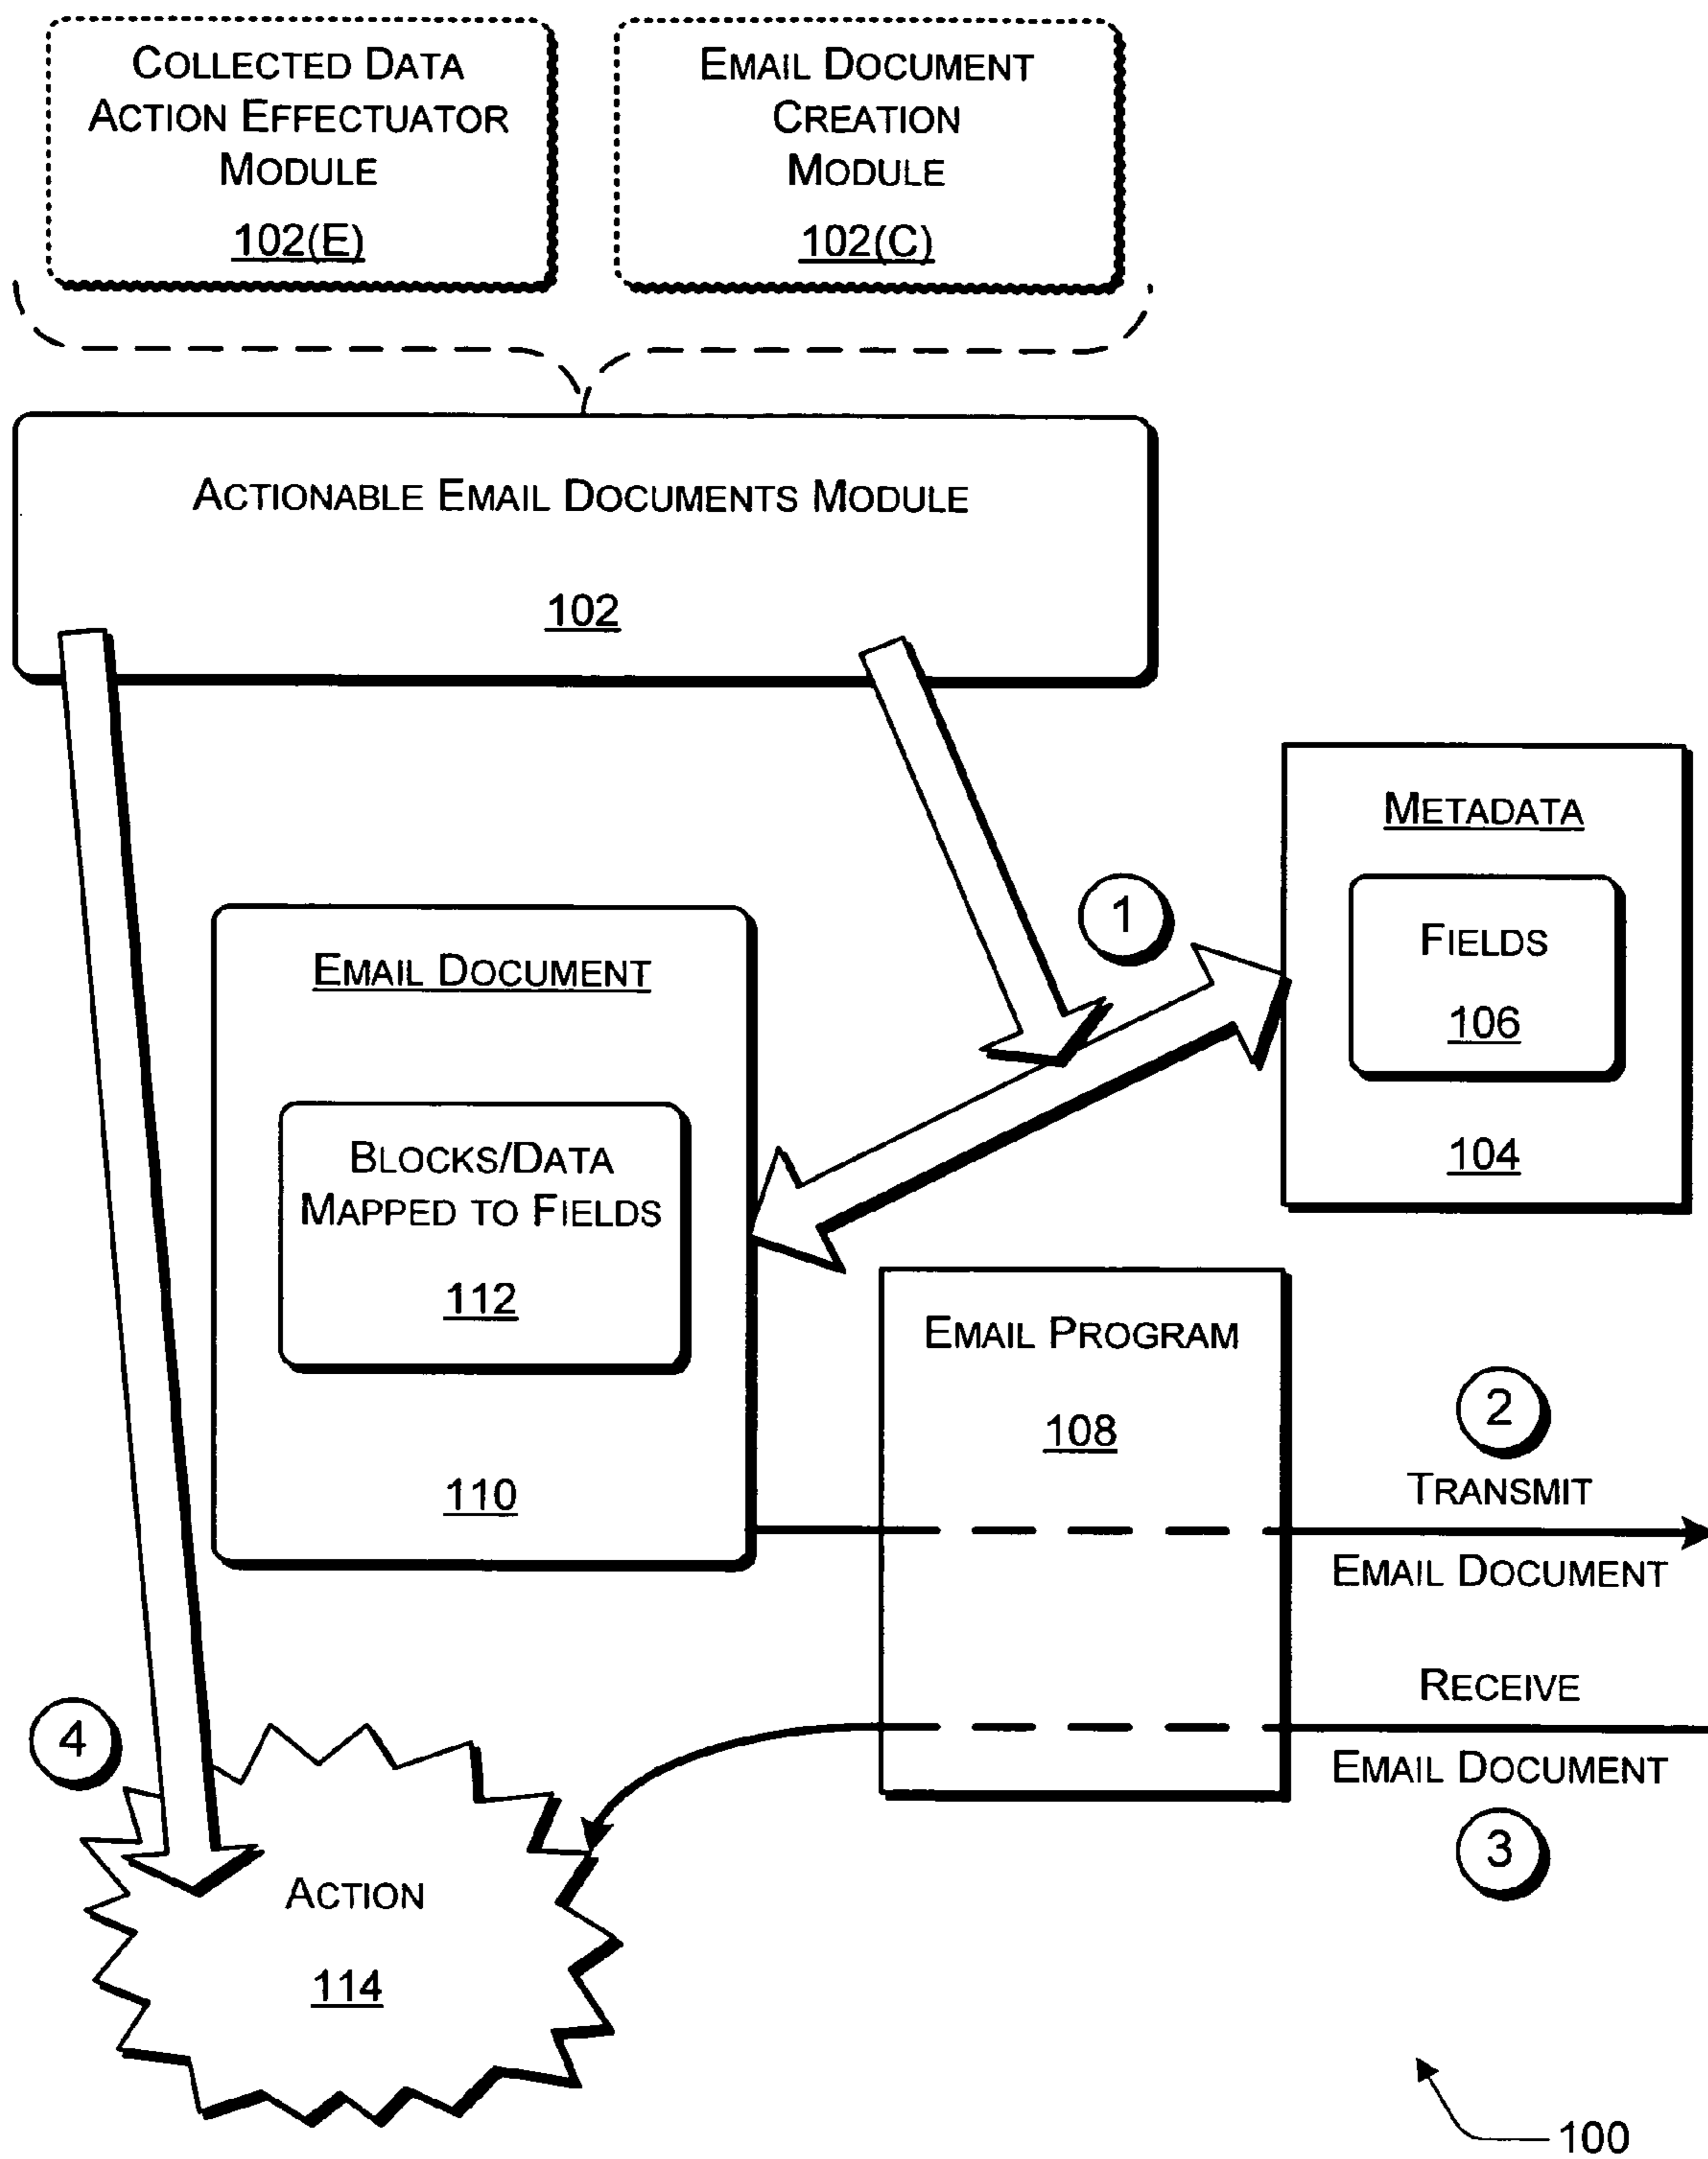 COLLECTED DATA
ACTION EFFECTUATOR
MODULE
102(E)
EMAIL DOCUMENT
CREATION
MODULE
102(C)
ACTIONABLE EMAIL DOCUMENTS MODULE
102
METADATA
FIELDS
106
104
1
EMAIL DOCUMENT
BLOCKS/DATA
MAPPED TO FIELDS
112
110
EMAIL PROGRAM
108
2
TRANSMIT
EMAIL DOCUMENT
RECEIVE
EMAIL DOCUMENT
3
4
ACTION
114
100